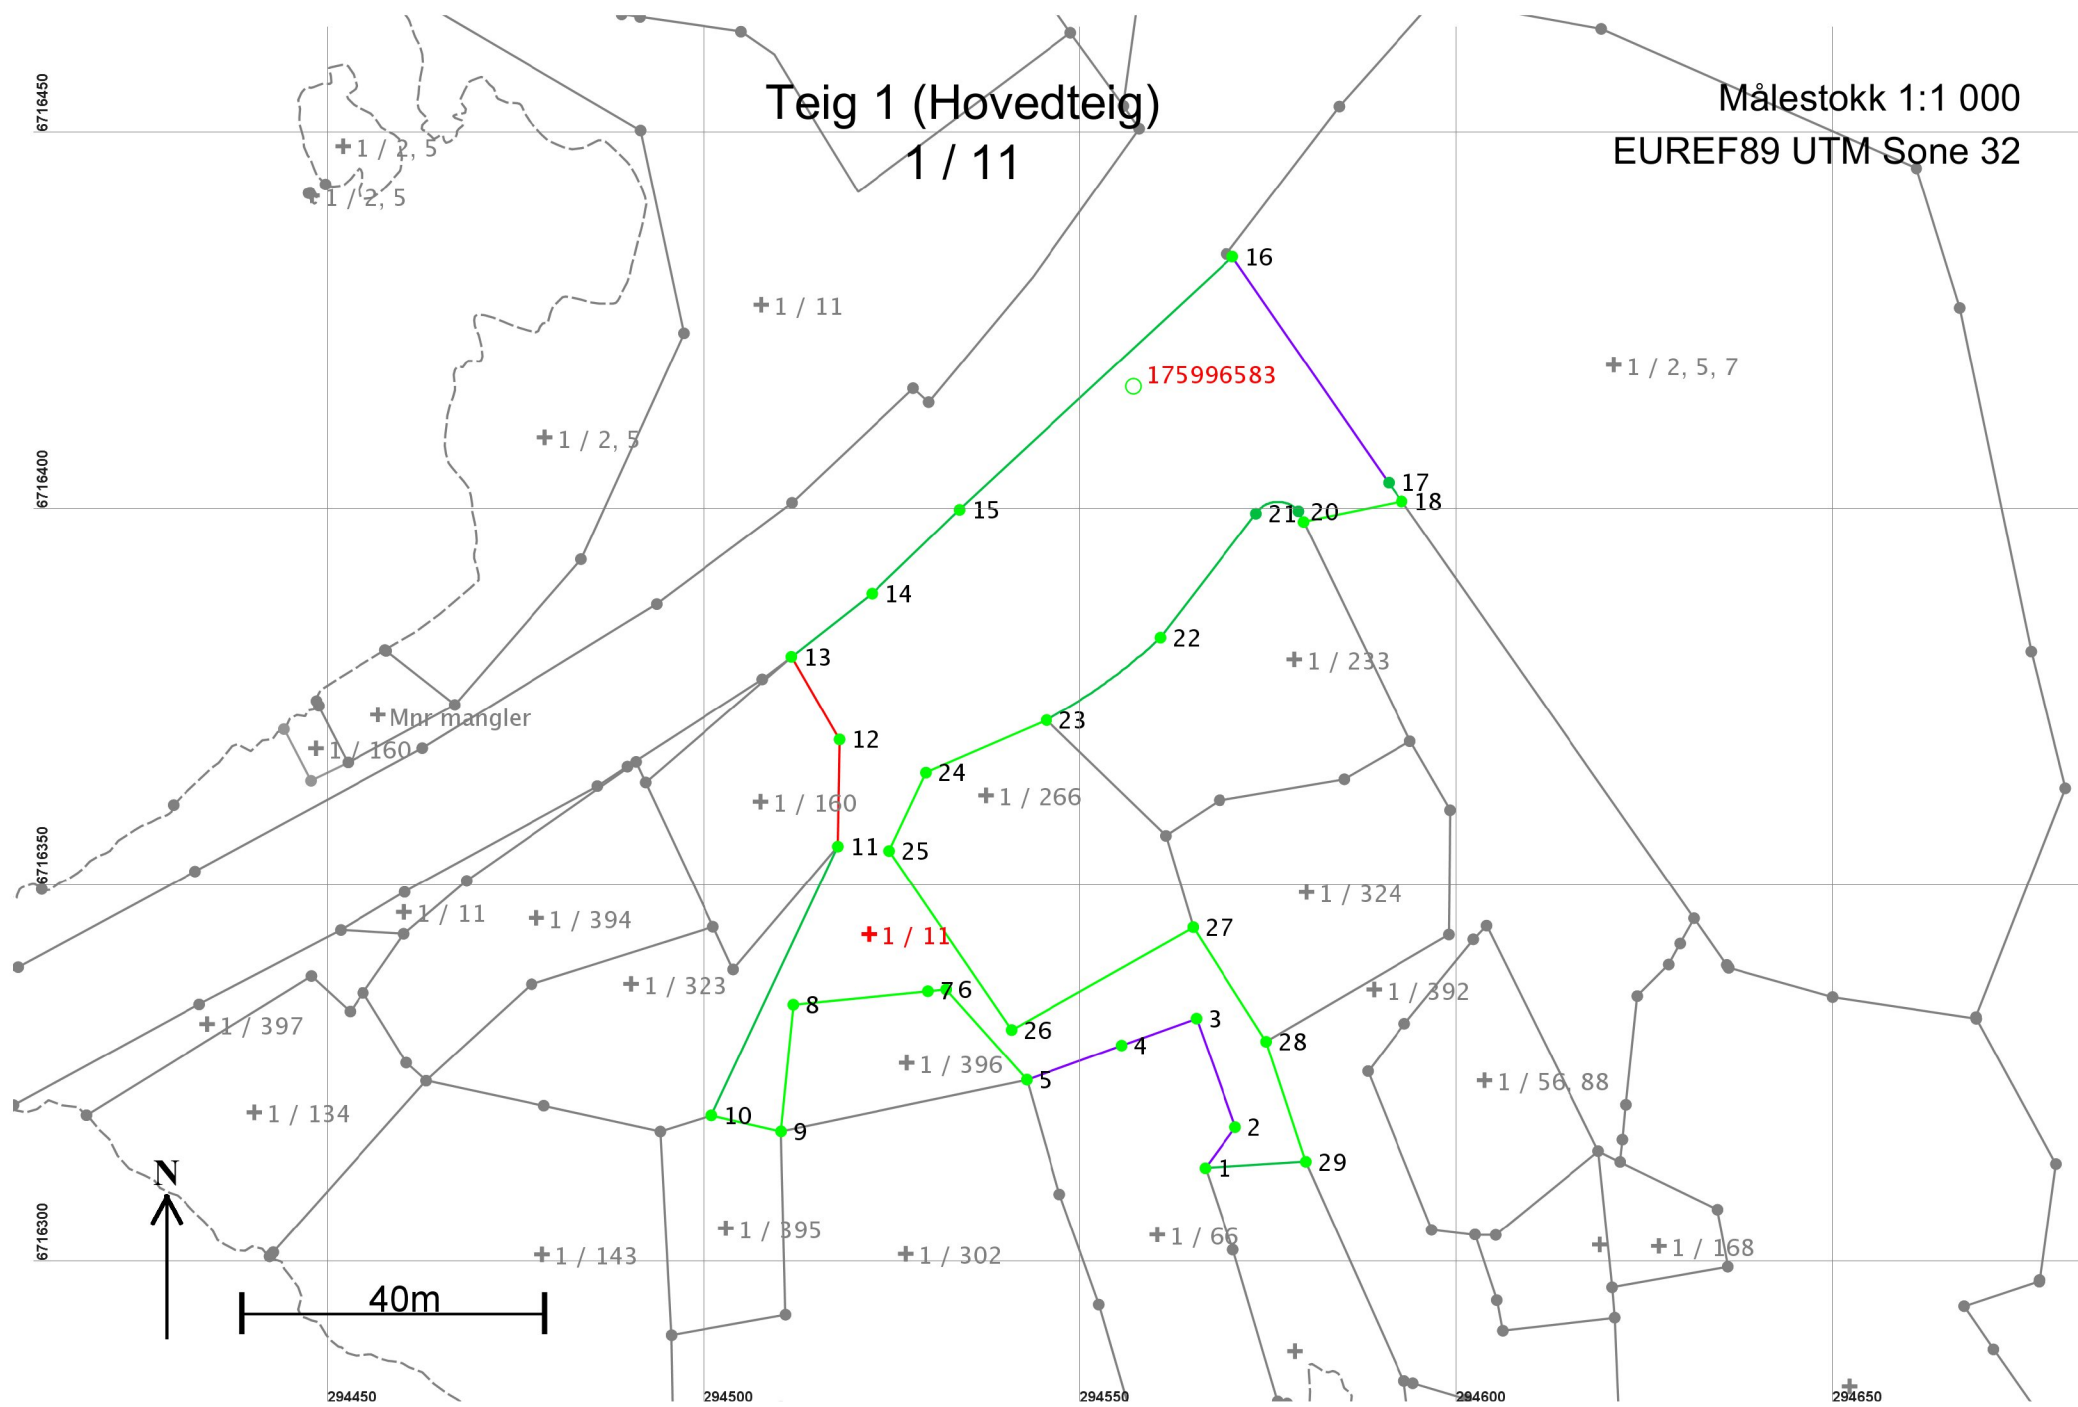 Teig 1 (Hovedteig)
1 / 11
Målestokk 1:1 000
EUREF89 UTM Sone 32
6716450
1 / 2, 5
1 / 2, 5
16
1 / 11
1 / 2, 5, 7
175996583
1 / 2, 5
6716400
17
18
15
21
20
14
22
13
1 / 233
Mnr mangler
23
12
1 / 160
24
1 / 160
1 / 266
6716350
11
25
1 / 324
1 / 11
1 / 394
27
1 / 11
1 / 323
7
6
1 / 392
8
1 / 397
3
26
28
4
1 / 396
5
1 / 56, 88
1 / 134
10
9
2
29
1
N
6716300
1 / 395
1 / 66
1 / 143
1 / 302
1 / 168
40m
294450
294500
294550
294600
294650